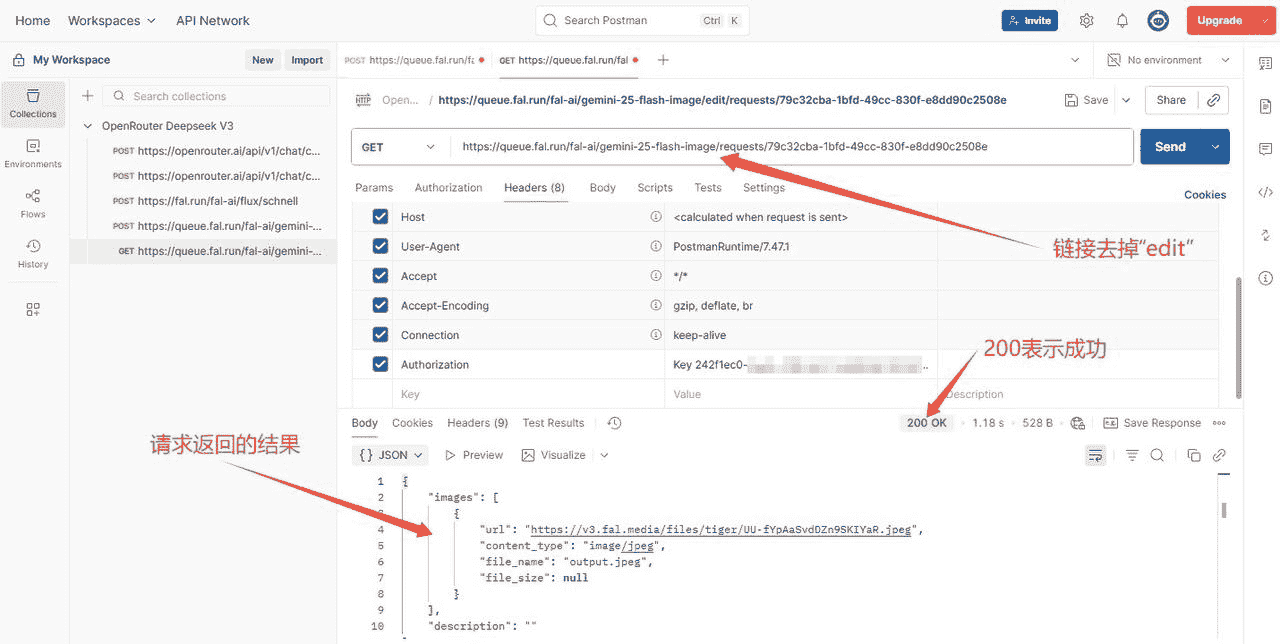 Home Workspaces API Network Search Postman Ctrl K Invite Upgrade
My Workspace New Import POST https://queue.fal.run/fa GET https://queue.fal.run/fal No environment
Collections
Environments
Flows
History
Search collections
OpenRouter Deepseek V3
POST https://openrouter.ai/api/v1/chat/c...
POST https://openrouter.ai/api/v1/chat/c...
POST https://fal.run/fal-ai/flux/schnell
POST https://queue.fal.run/fal-ai/gemini-...
GET https://queue.fal.run/fal-ai/gemini-...
HTTP Open... / https://queue.fal.run/fal-ai/gemini-25-flash-image/edit/requests/79c32cba-1bfd-49cc-830f-e8dd90c2508e Save Share
GET https://queue.fal.run/fal-ai/gemini-25-flash-image/requests/79c32cba-1bfd-49cc-830f-e8dd90c2508e Send
Params Authorization Headers (8) Body Scripts Tests Settings Cookies
Host <calculated when request is sent>
User-Agent PostmanRuntime/7.47.1
Accept */*
Accept-Encoding gzip, deflate, br
Connection keep-alive
Authorization Key 242f1ec0- ..
Key Value Description
链接去掉“edit”
200表示成功
请求返回的结果
Body Cookies Headers (9) Test Results 200 OK 1.18 s 528 B Save Response
{} JSON Preview Visualize
1 {
2 "images": [
3 {
4 "url": "https://v3.fal.media/files/tiger/UU-fYpAaSvdDZn9SKIYaR.jpeg",
5 "content_type": "image/jpeg",
6 "file_name": "output.jpeg",
7 "file_size": null
8 }
9 ],
10 "description": ""